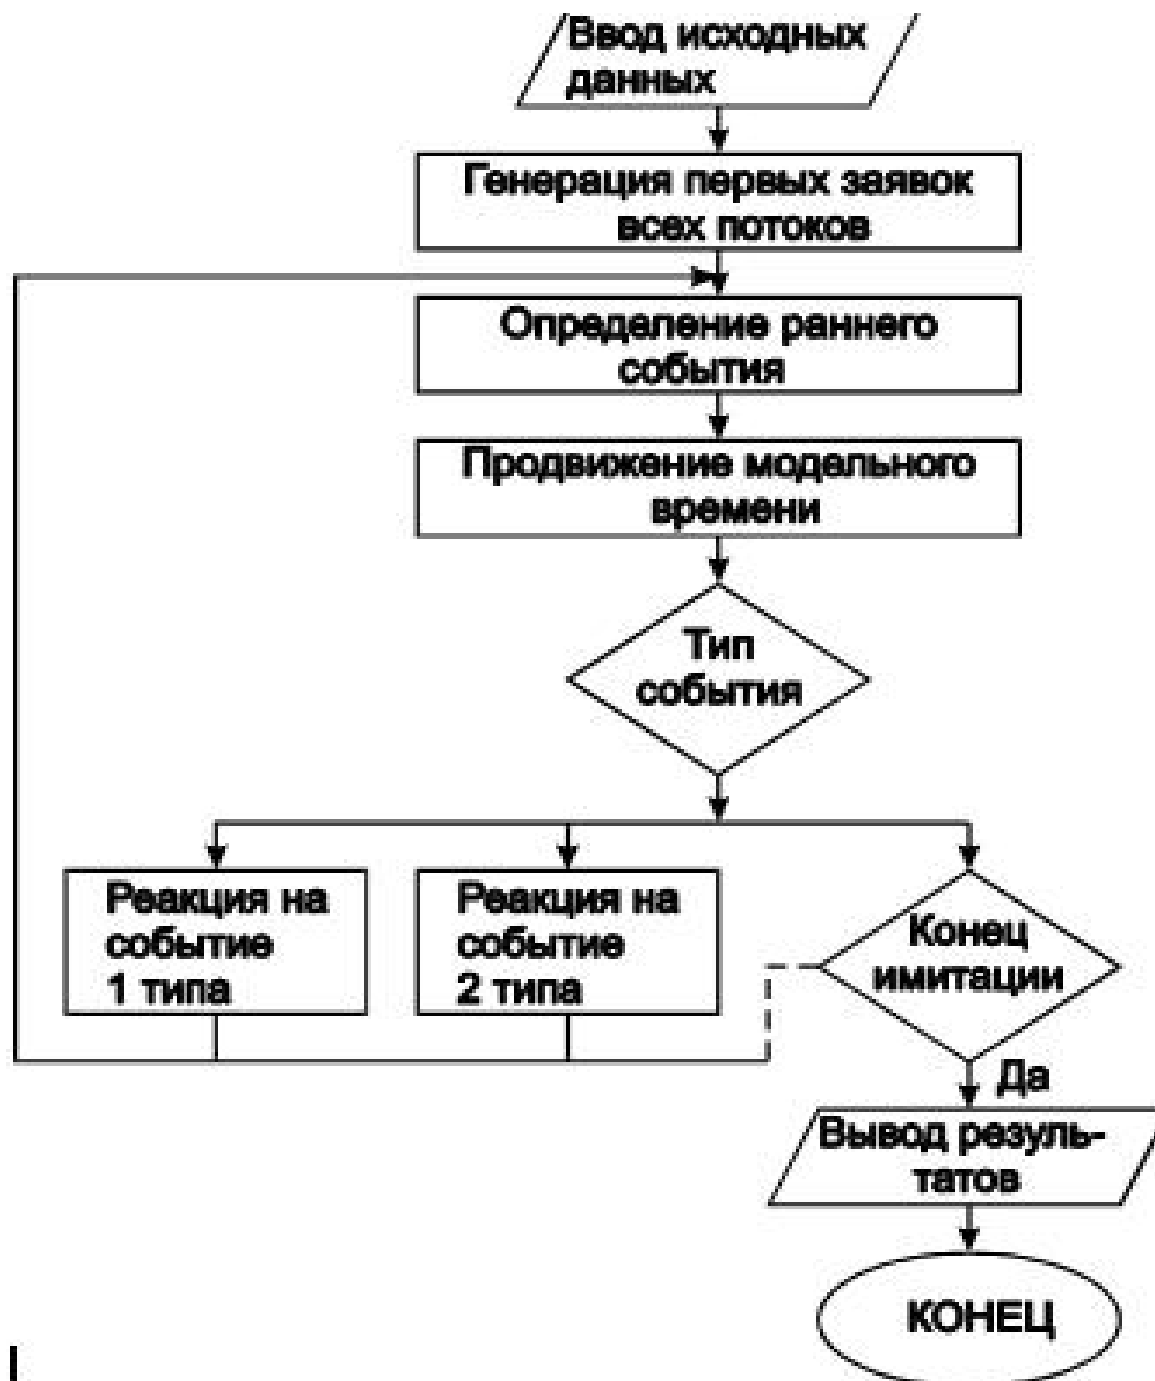 Ввод исходных
данных
Генерация первых заявок
всех потоков
Определение раннего
события
Продвижение модельного
времени
Тип
события
Реакция на
событие
1 типа
Реакция на
событие
2 типа
Конец
имитации
Да
Вывод резуль-
татов
КОНЕЦ